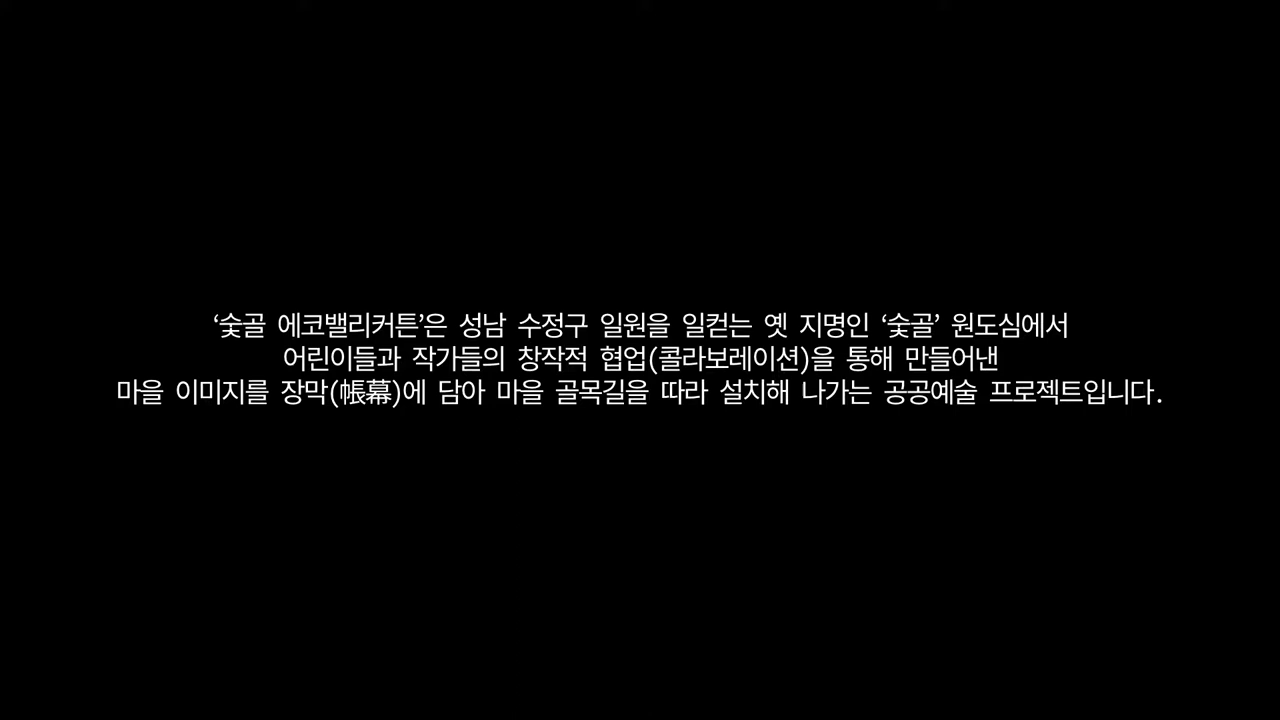 ‘숯골 에코밸리커튼’은 성남 수정구 일원을 일컫는 옛 지명인 ‘숯골’ 원도심에서
어린이들과 작가들의 창작적 협업(콜라보레이션)을 통해 만들어낸
마을 이미지를 장막(帳幕)에 담아 마을 골목길을 따라 설치해 나가는 공공예술 프로젝트입니다.